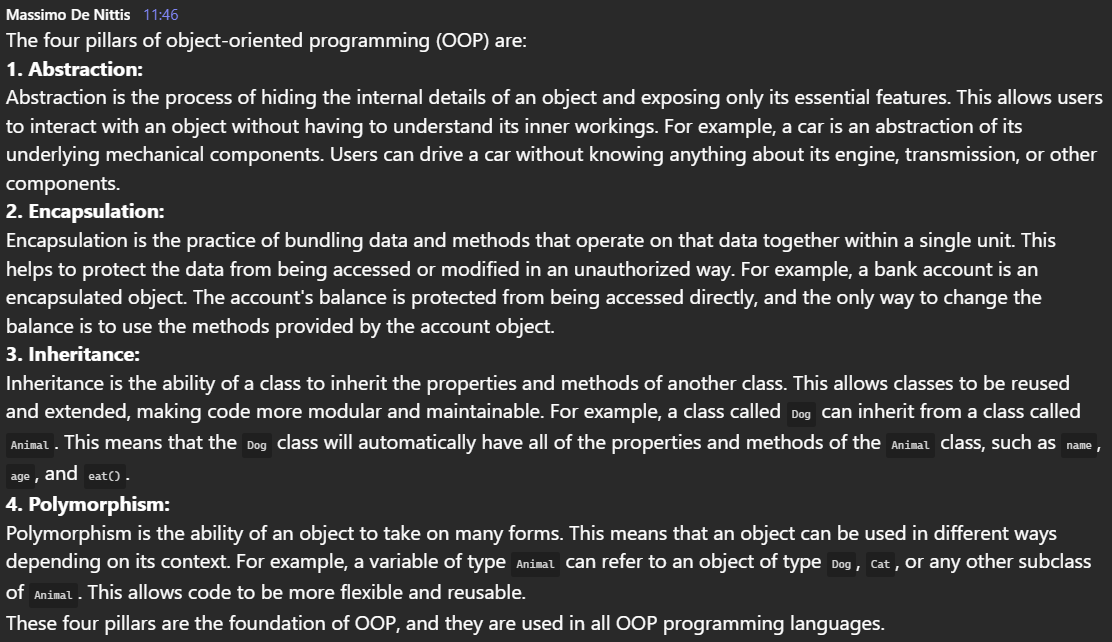 Massimo De Nittis 11:46
The four pillars of object-oriented programming (OOP) are:
1. Abstraction:
Abstraction is the process of hiding the internal details of an object and exposing only its essential features. This allows users
to interact with an object without having to understand its inner workings. For example, a car is an abstraction of its
underlying mechanical components. Users can drive a car without knowing anything about its engine, transmission, or other
components.
2. Encapsulation:
Encapsulation is the practice of bundling data and methods that operate on that data together within a single unit. This
helps to protect the data from being accessed or modified in an unauthorized way. For example, a bank account is an
encapsulated object. The account's balance is protected from being accessed directly, and the only way to change the
balance is to use the methods provided by the account object.
3. Inheritance:
Inheritance is the ability of a class to inherit the properties and methods of another class. This allows classes to be reused
and extended, making code more modular and maintainable. For example, a class called Dog can inherit from a class called
Animal. This means that the Dog class will automatically have all of the properties and methods of the Animal class, such as name,
age, and eat().
4. Polymorphism:
Polymorphism is the ability of an object to take on many forms. This means that an object can be used in different ways
depending on its context. For example, a variable of type Animal can refer to an object of type Dog, Cat, or any other subclass
of Animal. This allows code to be more flexible and reusable.
These four pillars are the foundation of OOP, and they are used in all OOP programming languages.